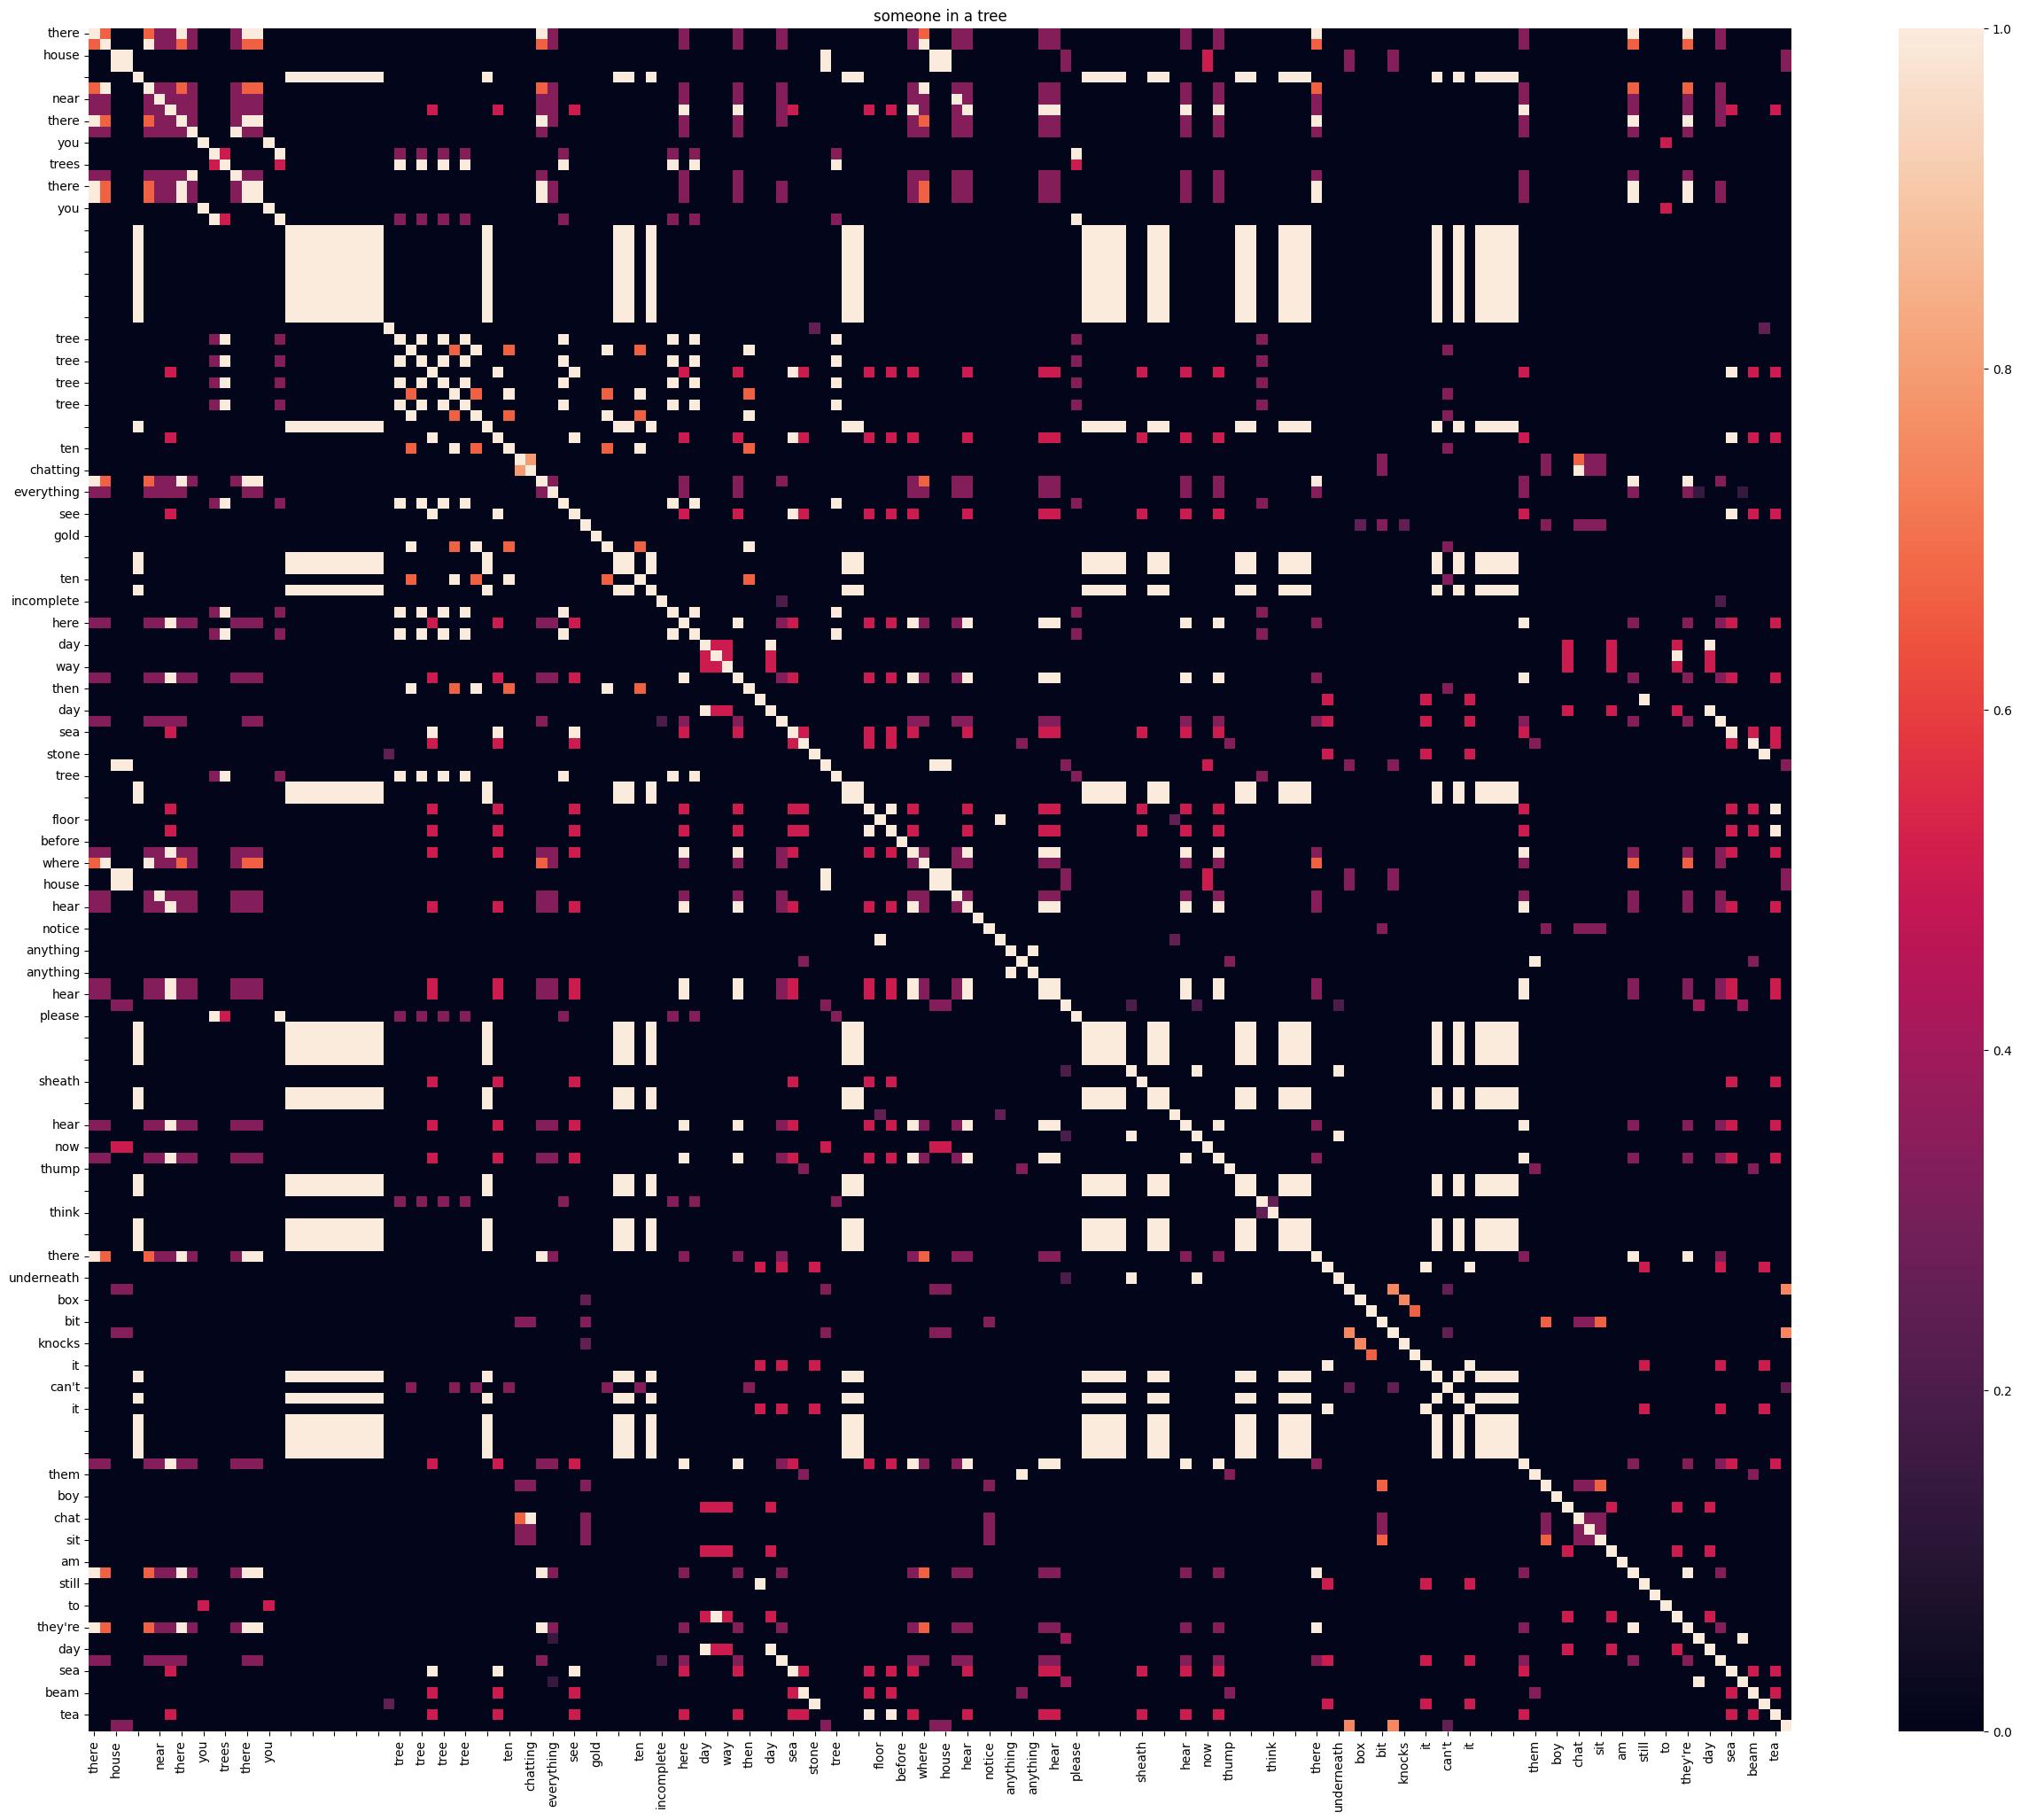 someone in a tree
there
house
near
there
you
trees
there
you
tree
tree
tree
tree
ten
chatting
everything
see
gold
ten
incomplete
here
day
way
then
day
sea
stone
tree
floor
before
where
house
hear
notice
anything
anything
hear
please
sheath
hear
now
thump
think
there
underneath
box
bit
knocks
it
can't
it
them
boy
chat
sit
am
still
to
they're
day
sea
beam
tea
there
house
near
there
you
trees
there
you
tree
tree
tree
tree
ten
chatting
everything
see
gold
ten
incomplete
here
day
way
then
day
sea
stone
tree
floor
before
where
house
hear
notice
anything
anything
hear
please
sheath
hear
now
thump
think
there
underneath
box
bit
knocks
it
can't
it
them
boy
chat
sit
am
still
to
they're
day
sea
beam
tea
1.0
0.8
0.6
0.4
0.2
0.0